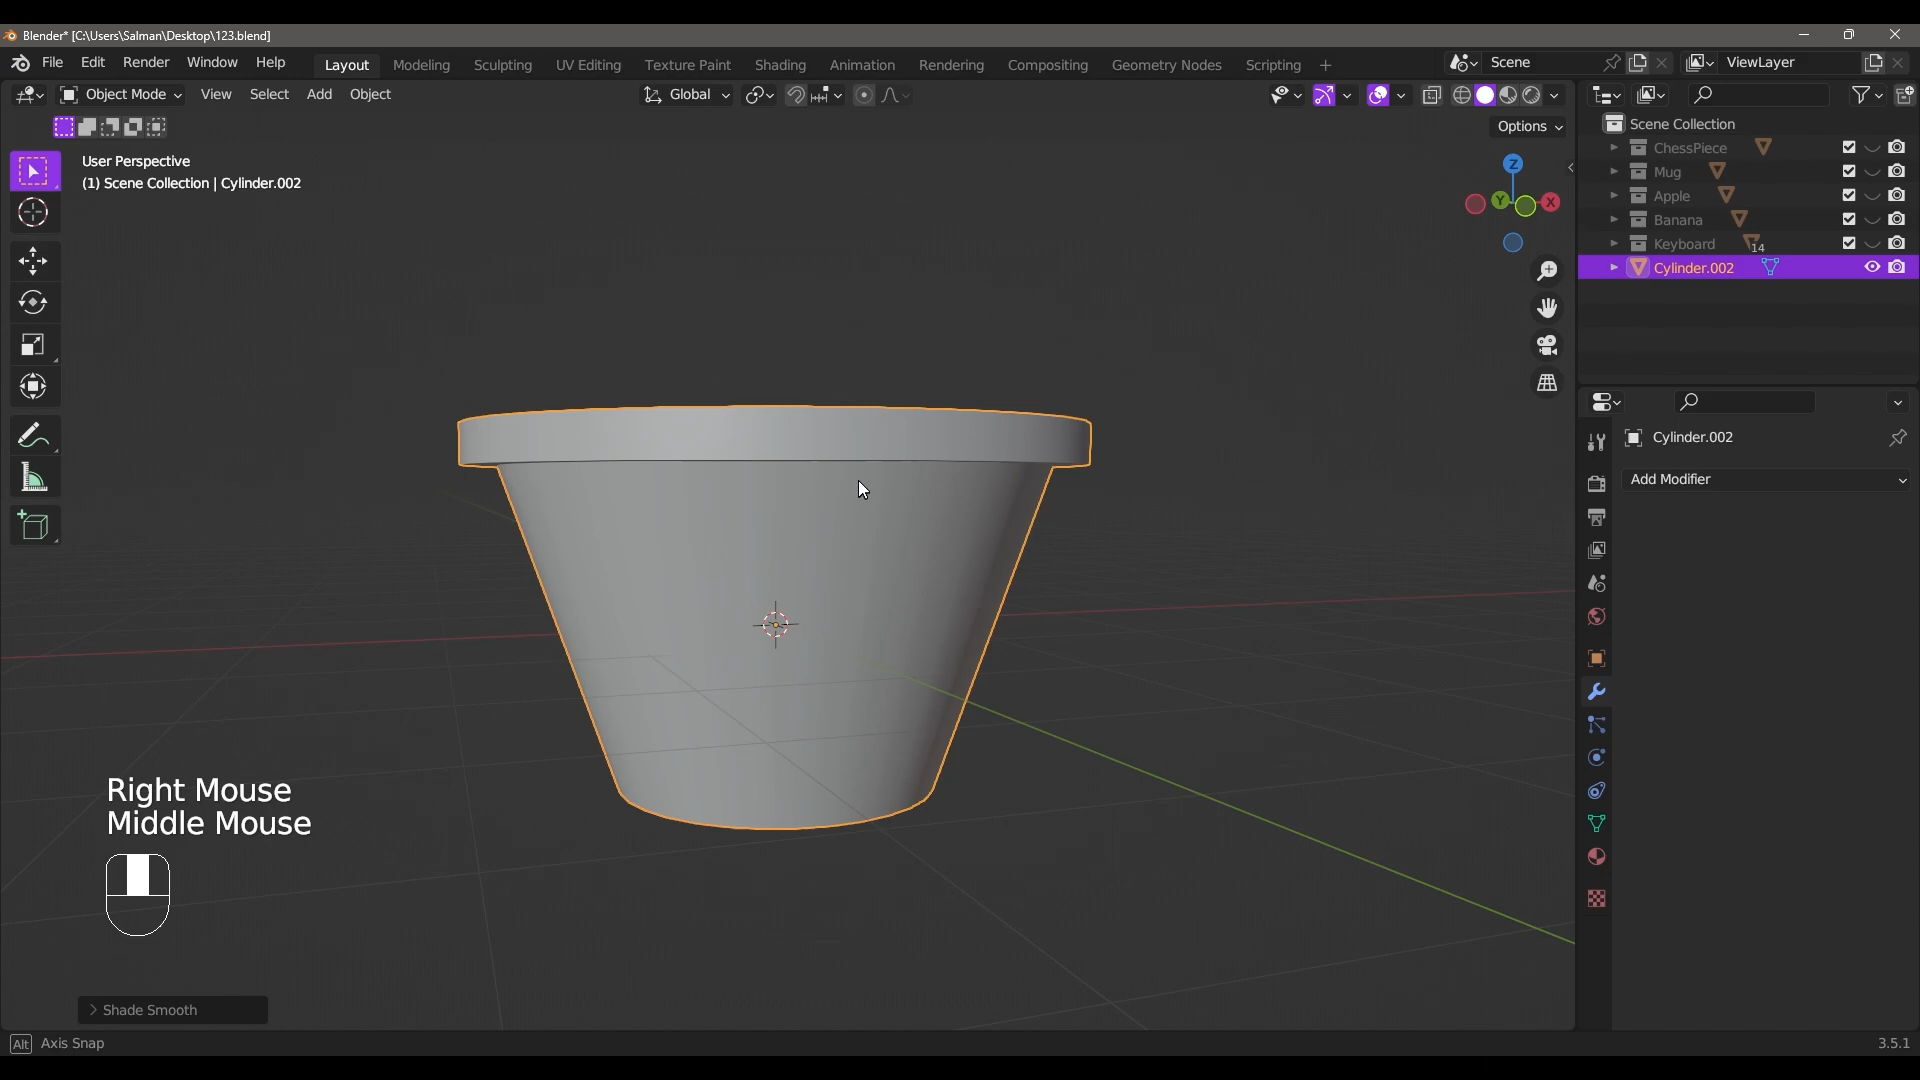 Blender* [C:\Users\Salman\Desktop\123.blend]
File Edit Render Window Help
Layout Modeling Sculpting UV Editing Texture Paint Shading Animation Rendering Compositing Geometry Nodes Scripting +
Scene
ViewLayer
Object Mode View Select Add Object
Global
Options
User Perspective
(1) Scene Collection | Cylinder.002
Z
Y
X
Scene Collection
ChessPiece
Mug
Apple
Banana
Keyboard 14
Cylinder.002
Cylinder.002
Add Modifier
Right Mouse
Middle Mouse
Shade Smooth
Alt Axis Snap
3.5.1